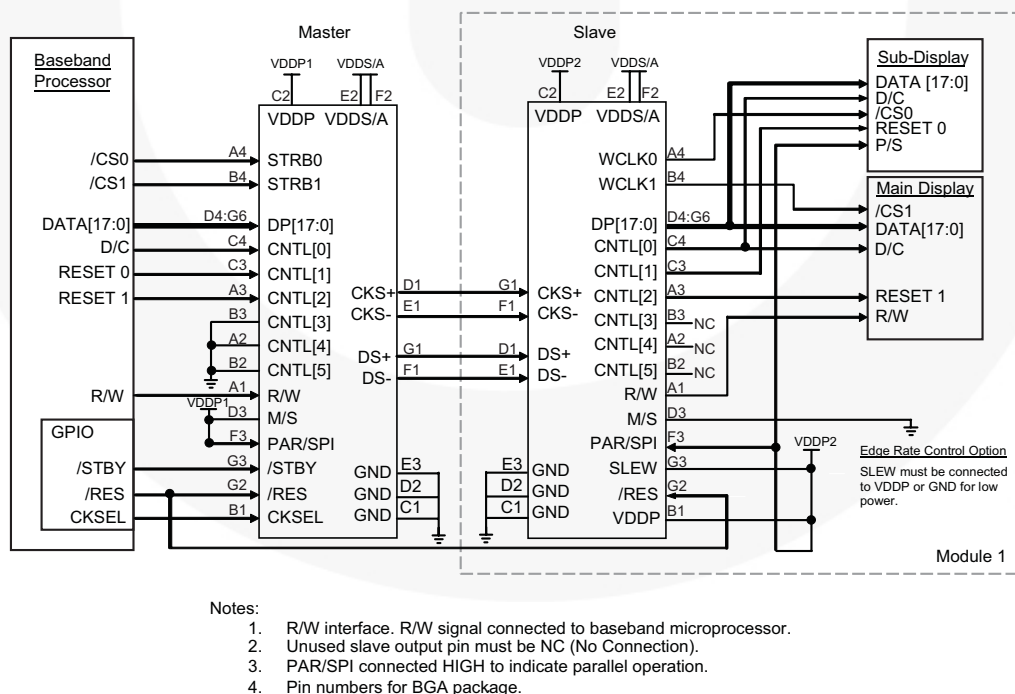 Master
Slave
Baseband
Processor
/CS0
/CS1
DATA[17:0]
D/C
RESET 0
RESET 1
R/W
GPIO
/STBY
/RES
CKSEL
VDDP1
VDDS/A
C2
E2
F2
VDDP
VDDS/A
A4
STRB0
B4
STRB1
D4:G6
DP[17:0]
C4
CNTL[0]
C3
CNTL[1]
A3
CNTL[2]
B3
CNTL[3]
A2
CNTL[4]
B2
CNTL[5]
A1
R/W
VDDP1
D3
M/S
F3
PAR/SPI
G3
/STBY
G2
/RES
B1
CKSEL
CKS+
D1
CKS-
E1
DS+
G1
DS-
F1
GND
E3
GND
D2
GND
C1
VDDP2
VDDS/A
C2
E2
F2
VDDP
VDDS/A
G1
CKS+
F1
CKS-
D1
DS+
E1
DS-
E3
GND
D2
GND
C1
GND
WCLK0
A4
WCLK1
B4
DP[17:0]
D4:G6
CNTL[0]
C4
CNTL[1]
C3
CNTL[2]
A3
CNTL[3]
B3
NC
CNTL[4]
A2
NC
CNTL[5]
B2
NC
R/W
A1
M/S
D3
PAR/SPI
F3
SLEW
G3
/RES
G2
VDDP
B1
VDDP2
Sub-Display
DATA [17:0]
D/C
/CS0
RESET 0
P/S
Main Display
/CS1
DATA[17:0]
D/C
RESET 1
R/W
Edge Rate Control Option
SLEW must be connected
to VDDP or GND for low
power.
Module 1
Notes:
1. R/W interface. R/W signal connected to baseband microprocessor.
2. Unused slave output pin must be NC (No Connection).
3. PAR/SPI connected HIGH to indicate parallel operation.
4. Pin numbers for BGA package.